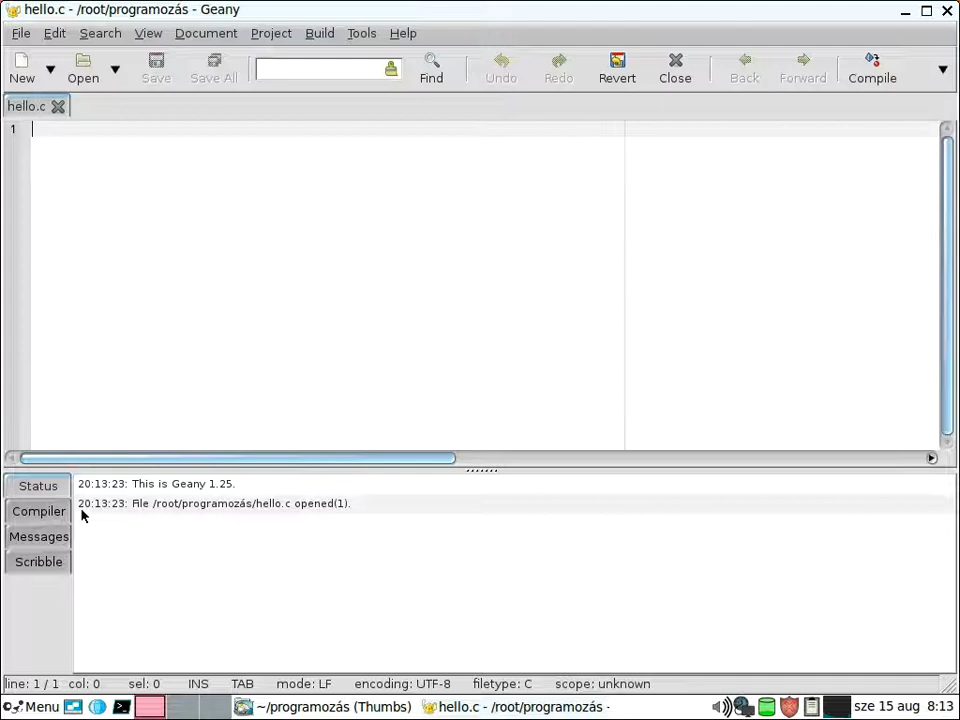 hello.c - /root/programozás - Geany
File Edit Search View Document Project Build Tools Help
New Open Save Save All Find Undo Redo Revert Close Back Forward Compile
hello.c
1
Status
20:13:23: This is Geany 1.25.
Compiler
20:13:23: File /root/programozás/hello.c opened(1).
Messages
Scribble
line: 1 / 1 col: 0 sel: 0 INS TAB mode: LF encoding: UTF-8 filetype: C scope: unknown
Menu ~/programozás (Thumbs) hello.c - /root/programozás - sze 15 aug 8:13